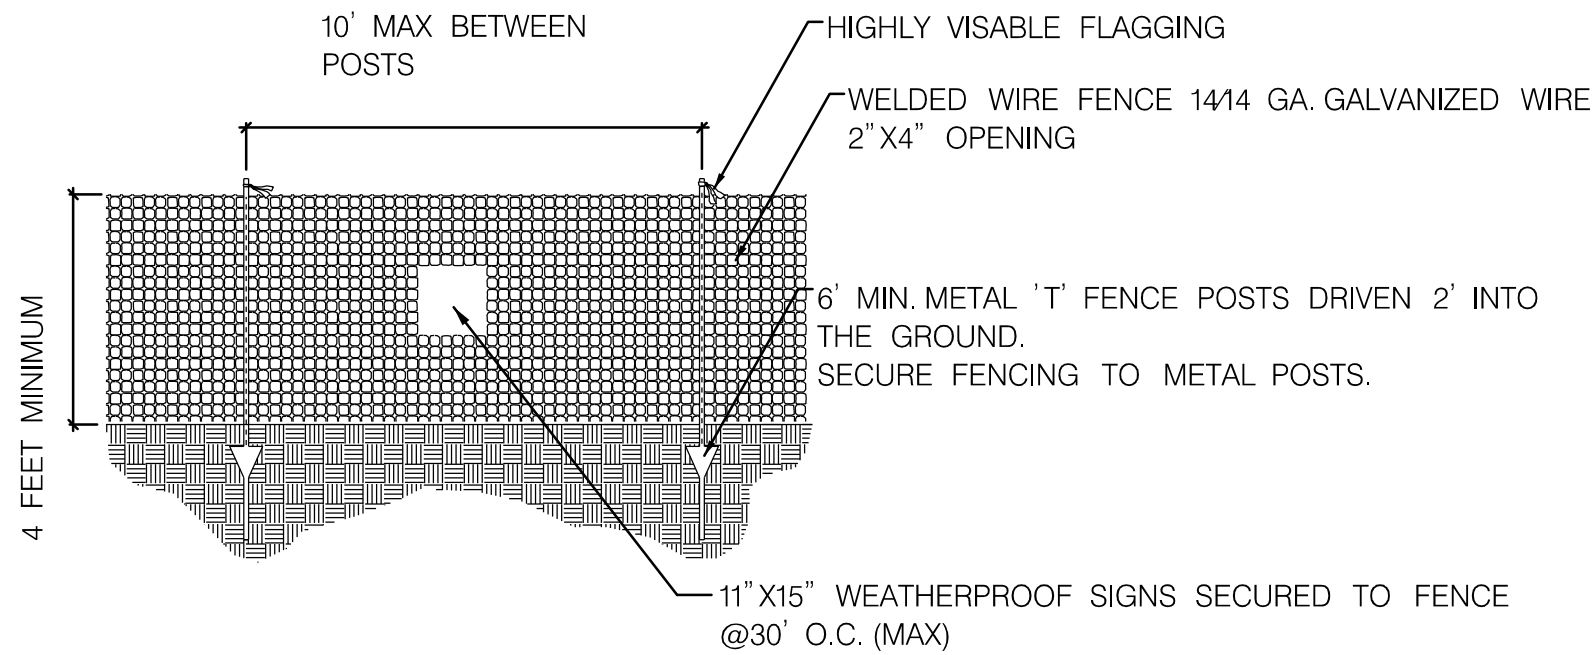 10' MAX BETWEEN
POSTS
HIGHLY VISABLE FLAGGING
WELDED WIRE FENCE 14/14 GA. GALVANIZED WIRE
2"X4" OPENING
6' MIN. METAL 'T' FENCE POSTS DRIVEN 2' INTO
THE GROUND.
SECURE FENCING TO METAL POSTS.
4 FEET MINIMUM
11"X15" WEATHERPROOF SIGNS SECURED TO FENCE
@30' O.C. (MAX)